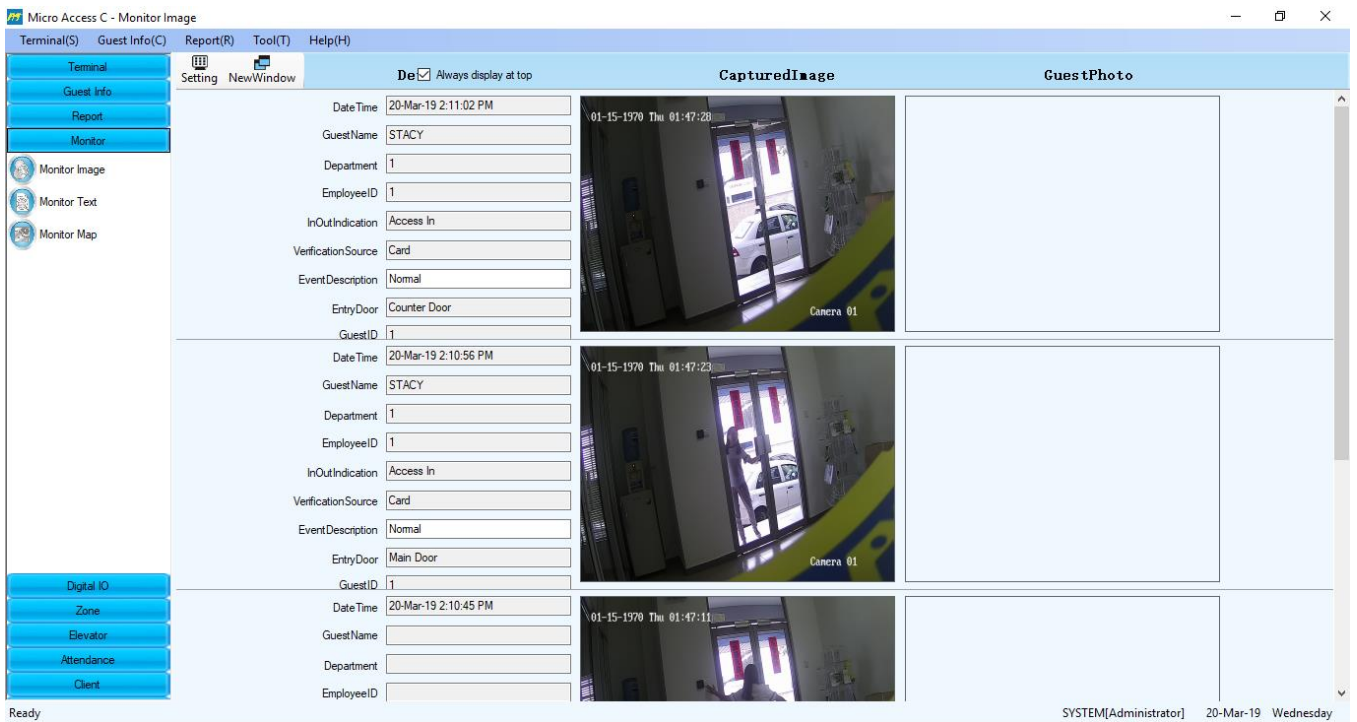 Micro Access C - Monitor Image
Terminal(S) Guest Info(C) Report(R) Tool(T) Help(H)
Terminal
Guest Info
Report
Monitor
Monitor Image
Monitor Text
Monitor Map
Digital IO
Zone
Elevator
Attendance
Client
Setting NewWindow
De Always display at top CapturedImage GuestPhoto
DateTime 20-Mar-19 2:11:02 PM
GuestName STACY
Department 1
EmployeeID 1
InOutIndication Access In
VerificationSource Card
EventDescription Normal
EntryDoor Counter Door
GuestID 1
01-15-1970 Thu 01:47:28
Camera 01
DateTime 20-Mar-19 2:10:56 PM
GuestName STACY
Department 1
EmployeeID 1
InOutIndication Access In
VerificationSource Card
EventDescription Normal
EntryDoor Main Door
GuestID 1
01-15-1970 Thu 01:47:23
Camera 01
DateTime 20-Mar-19 2:10:45 PM
GuestName
Department
EmployeeID
01-15-1970 Thu 01:47:11
Ready SYSTEM[Administrator] 20-Mar-19 Wednesday